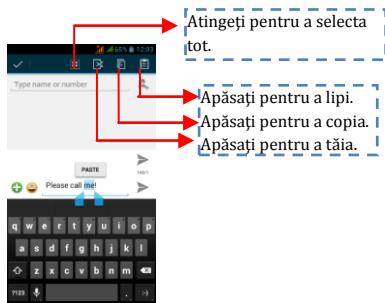 Atingeți pentru a selecta
tot.
65% 12:03
Type name or number
Apăsați pentru a lipi.
Apăsați pentru a copia.
Apăsați pentru a tăia.
PASTE
Please call me!
q w e r t y u i o p
a s d f g h j k l
z x c v b n m
?123 . :-)